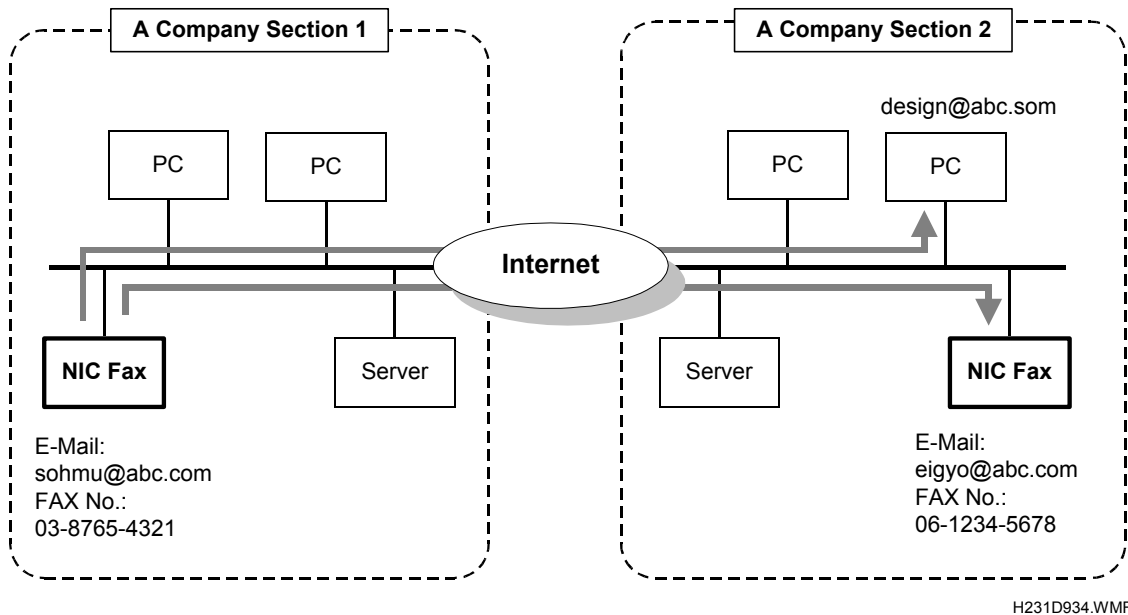 A Company Section 1
A Company Section 2
design@abc.som
PC
PC
PC
PC
Internet
NIC Fax
Server
Server
NIC Fax
E-Mail:
sohmu@abc.com
FAX No.:
03-8765-4321
E-Mail:
eigyo@abc.com
FAX No.:
06-1234-5678
H231D934.WMF